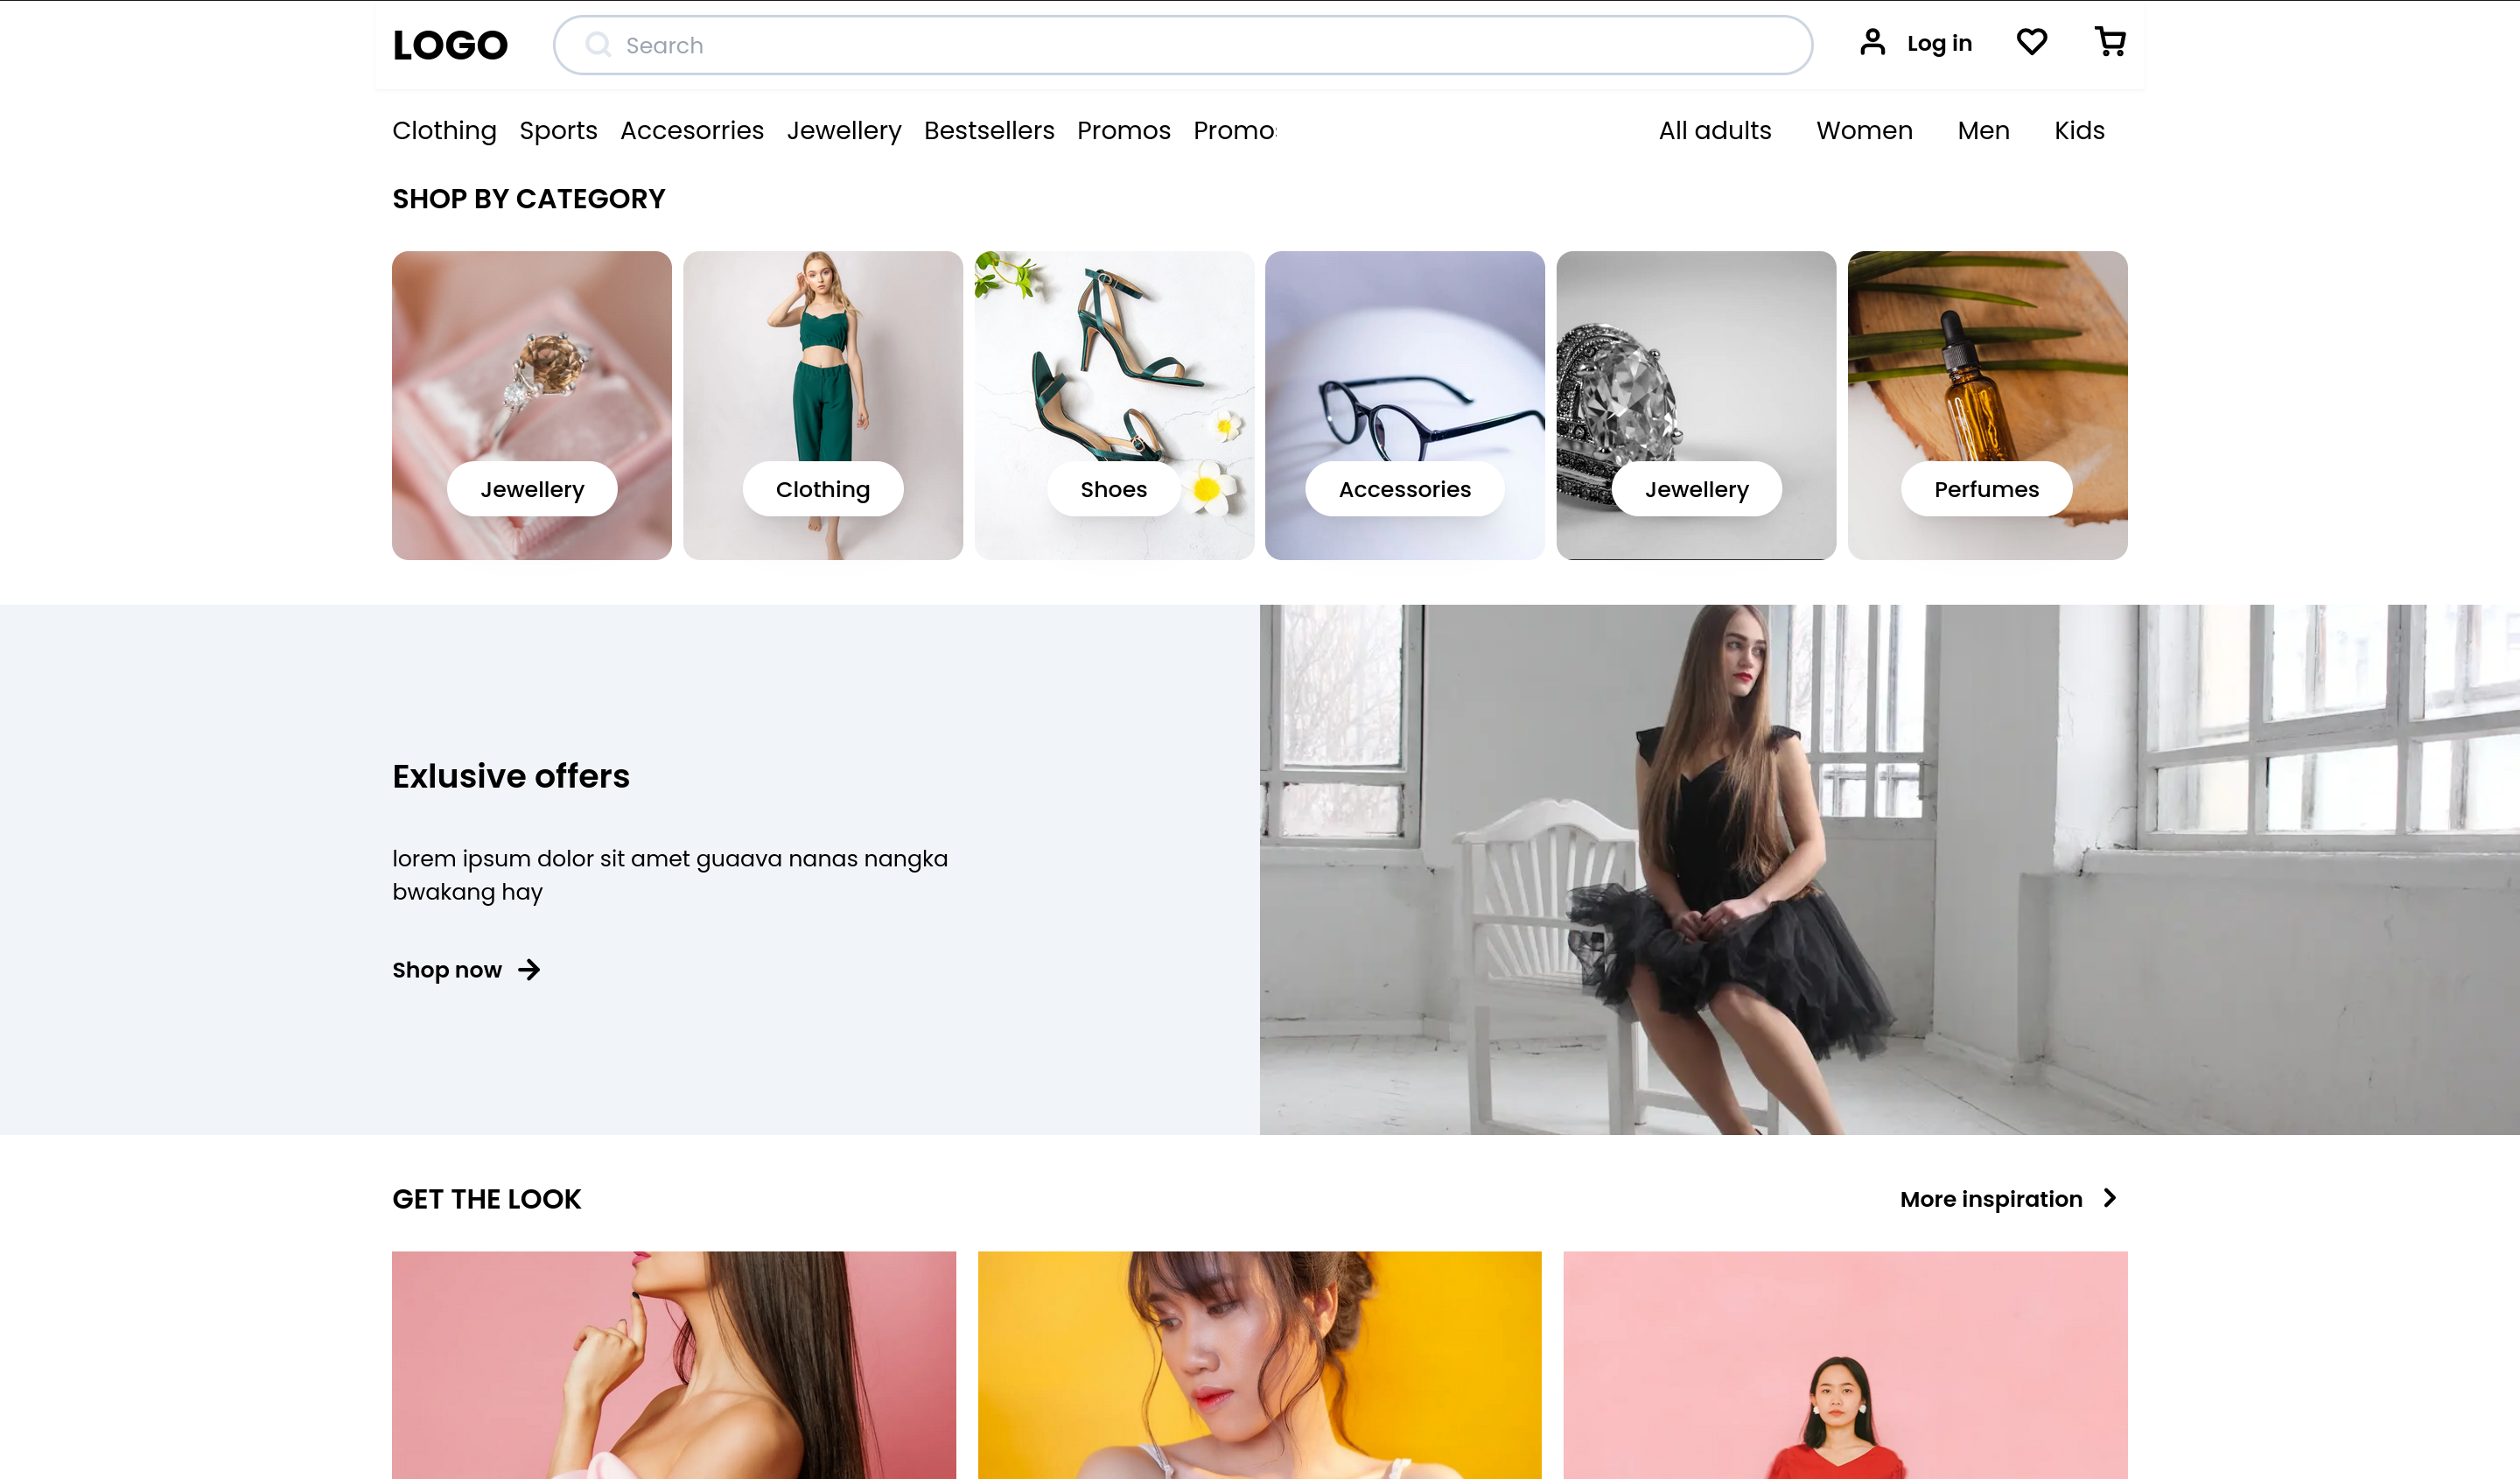 LOGO
Search
Log in
Clothing Sports Accesorries Jewellery Bestsellers Promos Promo
All adults Women Men Kids
SHOP BY CATEGORY
Jewellery
Clothing
Shoes
Accessories
Jewellery
Perfumes
Exlusive offers
lorem ipsum dolor sit amet guaava nanas nangka
bwakang hay
Shop now
GET THE LOOK
More inspiration